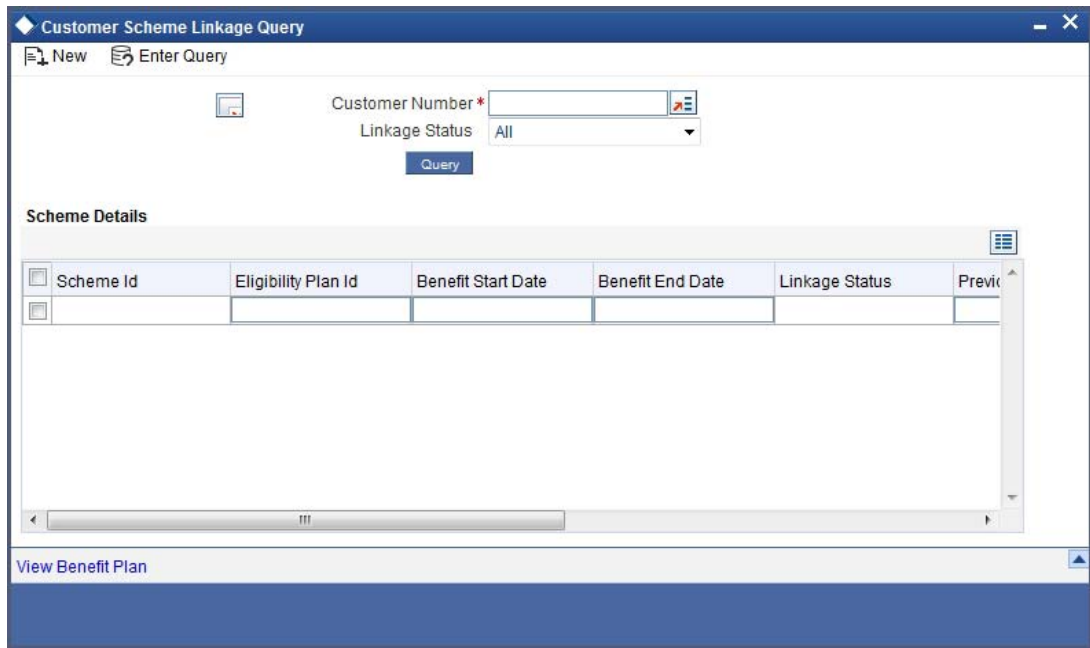 Customer Scheme Linkage Query
New Enter Query
Customer Number *
Linkage Status All
Query
Scheme Details
Scheme Id Eligibility Plan Id Benefit Start Date Benefit End Date Linkage Status
View Benefit Plan